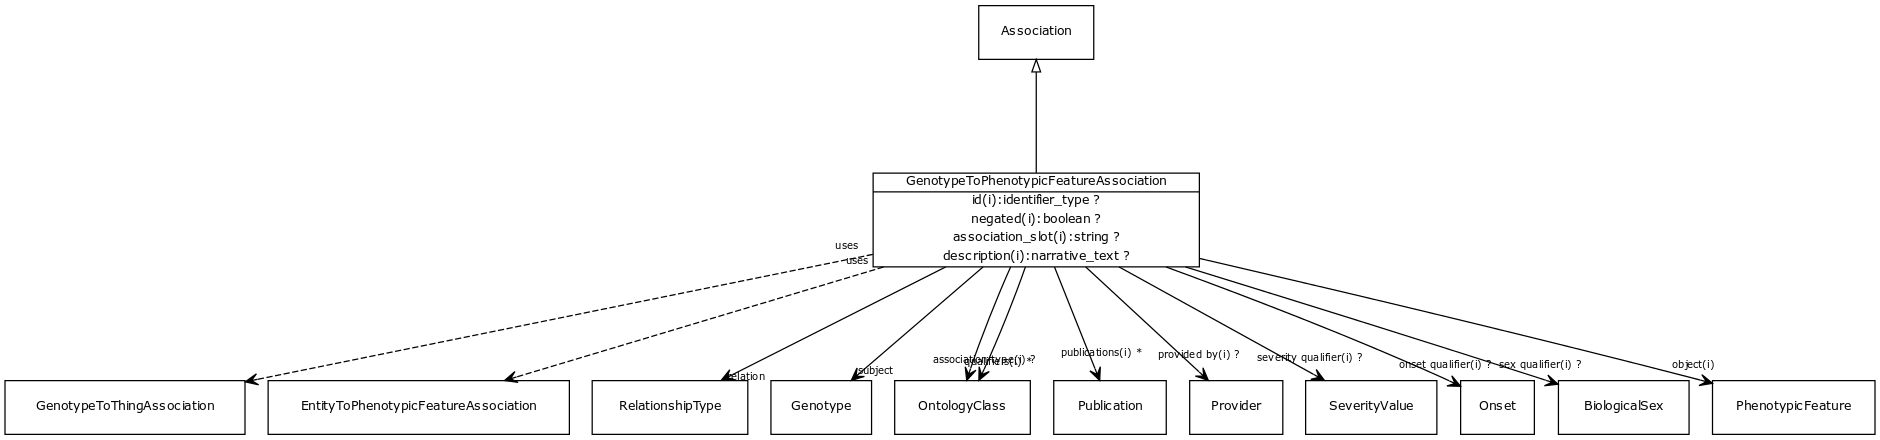 Association
GenotypeToPhenotypicFeatureAssociation
id(i):identifier_type ?
negated(i):boolean ?
association_slot(i):string ?
description(i):narrative_text ?
uses
uses
association type(i) ?
qualifiers(i) *
publications(i) *
provided by(i) ?
severity qualifier(i) ?
onset qualifier(i) ?
sex qualifier(i) ?
object(i)
relation
subject
GenotypeToThingAssociation
EntityToPhenotypicFeatureAssociation
RelationshipType
Genotype
OntologyClass
Publication
Provider
SeverityValue
Onset
BiologicalSex
PhenotypicFeature